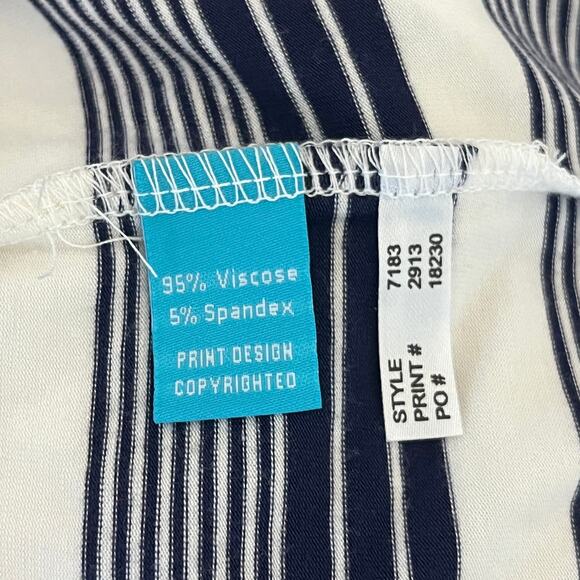 95% Viscose
5% Spandex
PRINT DESIGN
COPYRIGHTED
STYLE 7183
PRINT # 2913
PO # 18230